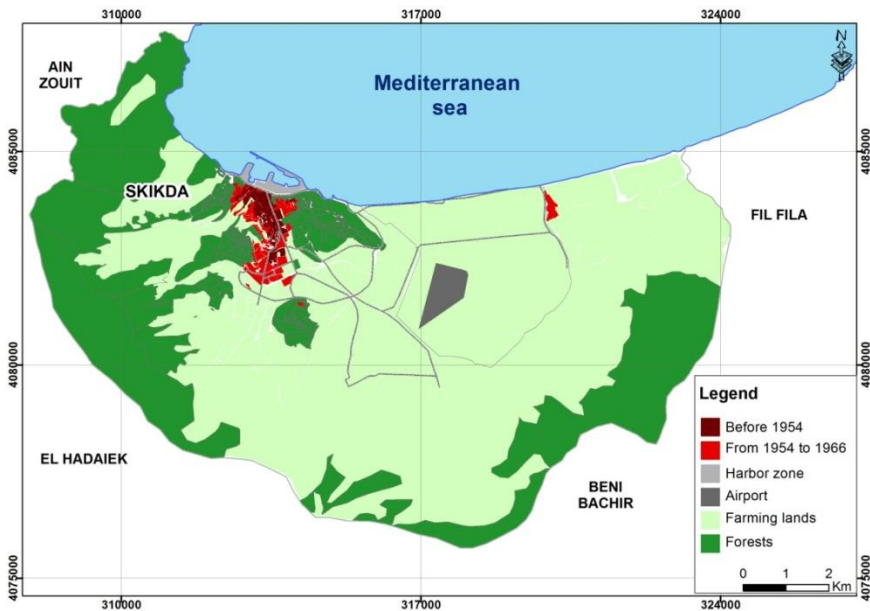 310000 317000 324000
N
AIN
ZOUIT
Mediterranean
sea
4085000 4085000
SKIKDA
FIL FILA
4080000 4080000
Legend
Before 1954
From 1954 to 1966
Harbor zone
Airport
Farming lands
Forests
EL HADAIEK
BENI
BACHIR
0 1 2
Km
4075000 4075000
310000 317000 324000